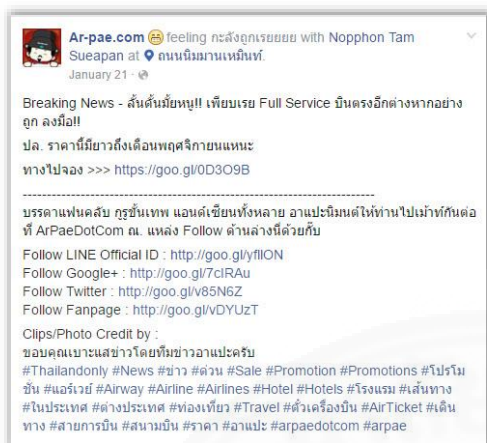 Ar-pae.com feeling กะลังถูกเรยยยย with Nopphon Tam
Sueapan at ถนนนิมมานเหมินท์.
January 21 ·
Breaking News - สั้นดั้นมั้ยหนู!! เพียบเรย Full Service บินตรงอีกต่างหากอย่าง
ถูก ลงมือ!!
ปล. ราคานี้มียาวถึงเดือนพฤศจิกายนแหนะ
ทางไปจอง >>> https://goo.gl/0D3O9B
------------------------------------------------------------------------
บรรดาแฟนคลับ กูรูชั้นเทพ แอนด์เซียนทั้งหลาย อาแปะนิมนต์ให้ท่านไปเม้าท์กันต่อ
ที่ ArPaeDotCom ณ. แหล่ง Follow ด้านล่างนี้ด้วยกั๊บ
Follow LINE Official ID : http://goo.gl/yfIlON
Follow Google+ : http://goo.gl/7cIRAu
Follow Twitter : http://goo.gl/v85N6Z
Follow Fanpage : http://goo.gl/vDYUzT
Clips/Photo Credit by :
ขอบคุณเบาะแสข่าวโดยทีมข่าวอาแปะครับ
#Thailandonly #News #ข่าว #ด่วน #Sale #Promotion #Promotions #โปรโม
ชั่น #แอร์เวย์ #Airway #Airline #Airlines #Hotel #Hotels #โรงแรม #เส้นทาง
#ในประเทศ #ต่างประเทศ #ท่องเที่ยว #Travel #ตั๋วเครื่องบิน #AirTicket #เดิน
ทาง #สายการบิน #สนามบิน #ราคา #อาแปะ #arpaedotcom #arpae